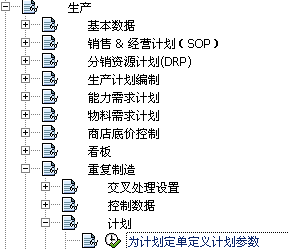 生产
基本数据
销售 & 经营计划(SOP)
分销资源计划(DRP)
生产计划编制
能力需求计划
物料需求计划
商店底价控制
看板
重复制造
交叉处理设置
控制数据
计划
为计划定单定义计划参数